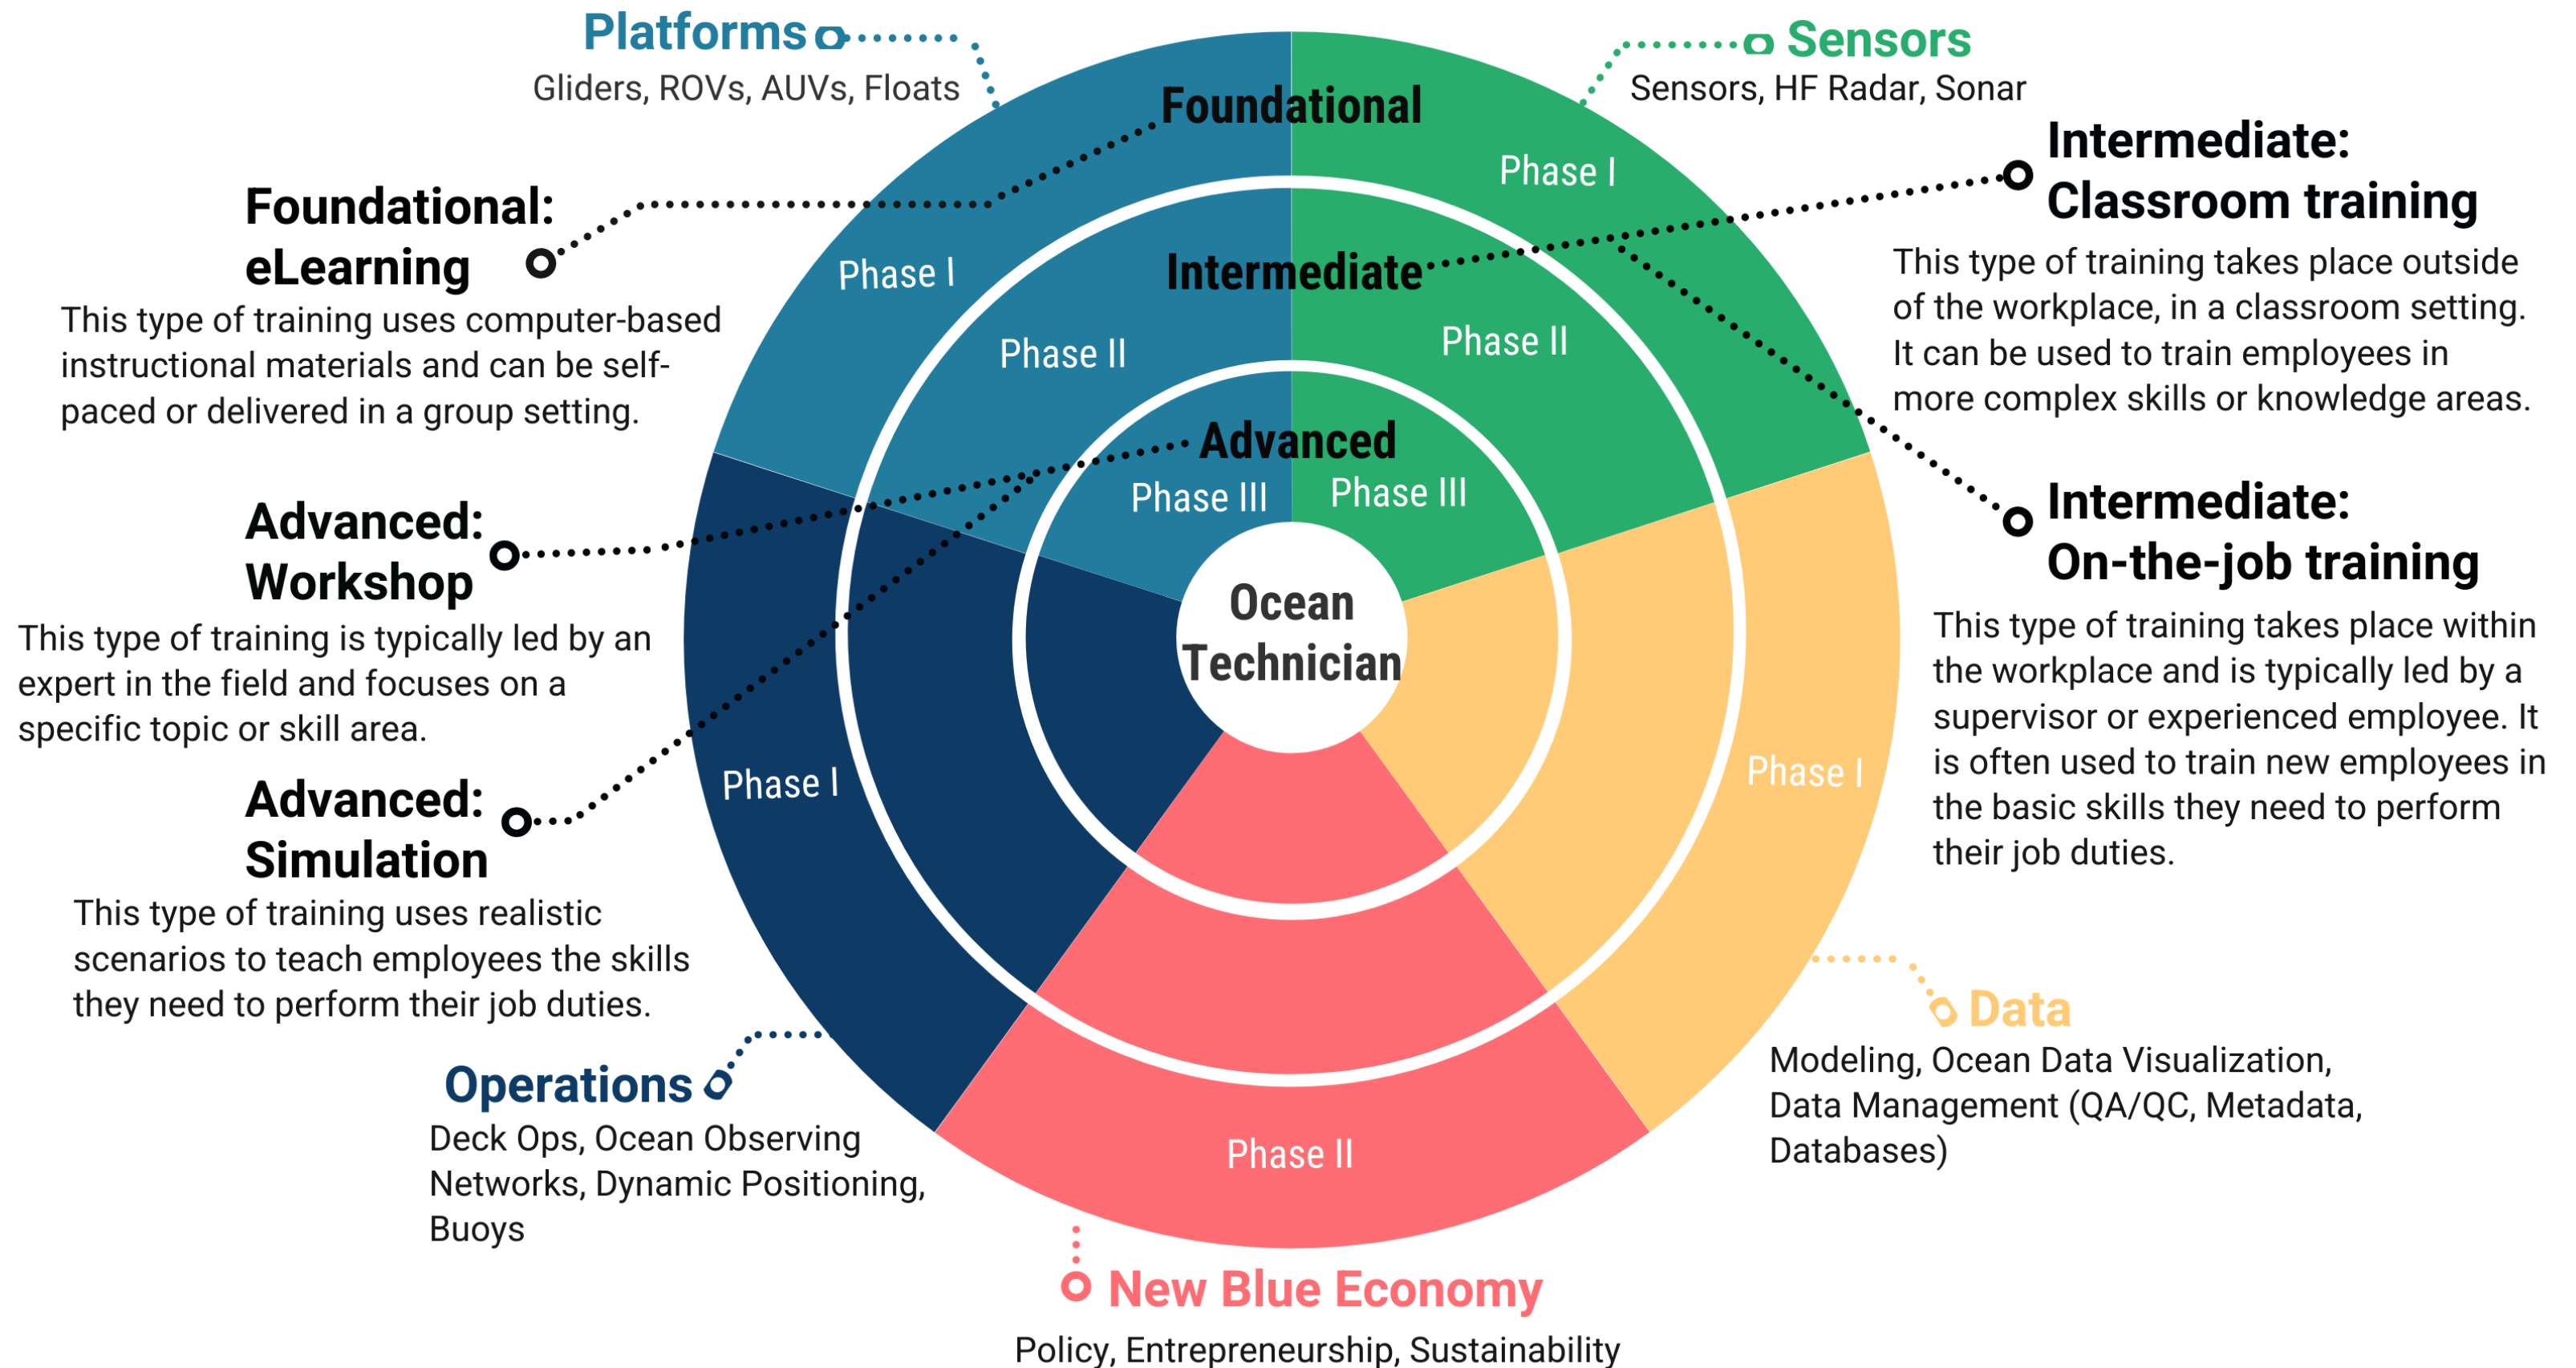 Platforms
Gliders, ROVs, AUVs, Floats
Sensors
Sensors, HF Radar, Sonar
Foundational:
eLearning
This type of training uses computer-based
instructional materials and can be self-
paced or delivered in a group setting.
Advanced:
Workshop
This type of training is typically led by an
expert in the field and focuses on a
specific topic or skill area.
Advanced:
Simulation
This type of training uses realistic
scenarios to teach employees the skills
they need to perform their job duties.
Operations
Deck Ops, Ocean Observing
Networks, Dynamic Positioning,
Buoys
Foundational
Phase I
Phase I
Intermediate
Phase II
Phase II
Advanced
Phase III
Phase III
Ocean
Technician
Phase I
Phase I
Phase II
Intermediate:
Classroom training
This type of training takes place outside
of the workplace, in a classroom setting.
It can be used to train employees in
more complex skills or knowledge areas.
Intermediate:
On-the-job training
This type of training takes place within
the workplace and is typically led by a
supervisor or experienced employee. It
is often used to train new employees in
the basic skills they need to perform
their job duties.
Data
Modeling, Ocean Data Visualization,
Data Management (QA/QC, Metadata,
Databases)
New Blue Economy
Policy, Entrepreneurship, Sustainability